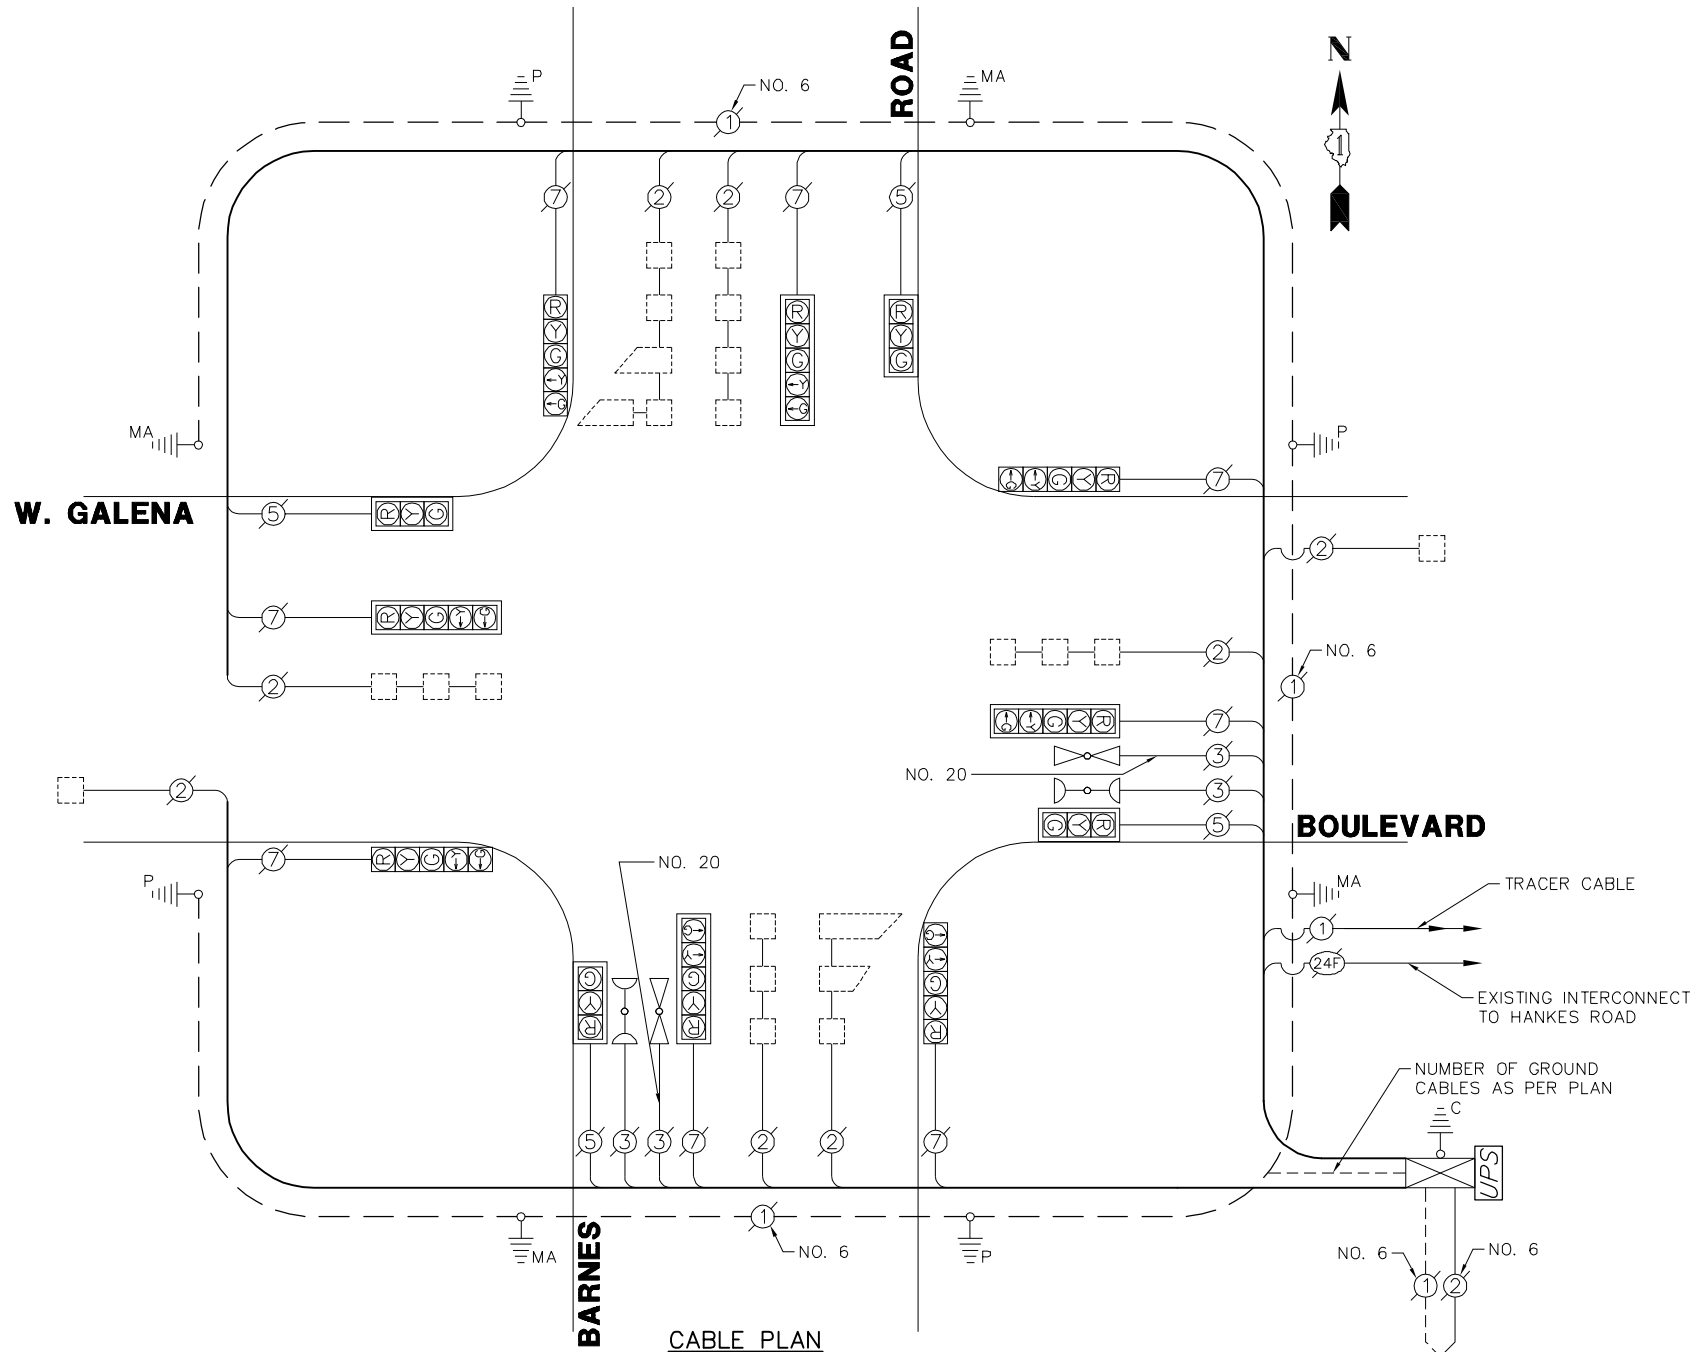 N
1
ROAD
P
NO. 6
1
MA
7
2
2
7
5
R
Y
G
←Y
←G
R
Y
G
←Y
←G
R
Y
G
MA
P
W. GALENA
5
R Y G
←G ←Y G Y R
7
2
7
R Y G ←Y ←G
2
R Y G ←Y ←G
2
NO. 6
1
←G ←Y G Y R
7
3
NO. 20
3
G Y R
5
BOULEVARD
2
7
R Y G ←Y ←G
P
NO. 20
MA
TRACER CABLE
1
24F
EXISTING INTERCONNECT
TO HANKES ROAD
G
Y
R
←G
←Y
G
Y
R
←G
←Y
G
Y
R
NUMBER OF GROUND
CABLES AS PER PLAN
C
5
3
3
7
2
2
7
UPS
1
NO. 6
MA
P
BARNES
NO. 6
1
2
NO. 6
CABLE PLAN